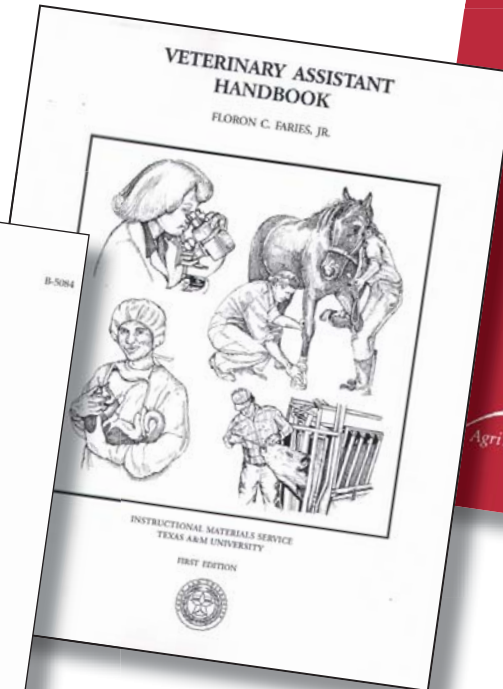 VETERINARY ASSISTANT
HANDBOOK
FLORON C. FARIES, JR.
B-5084
INSTRUCTIONAL MATERIALS SERVICE
TEXAS A&M UNIVERSITY
FIRST EDITION
Agri